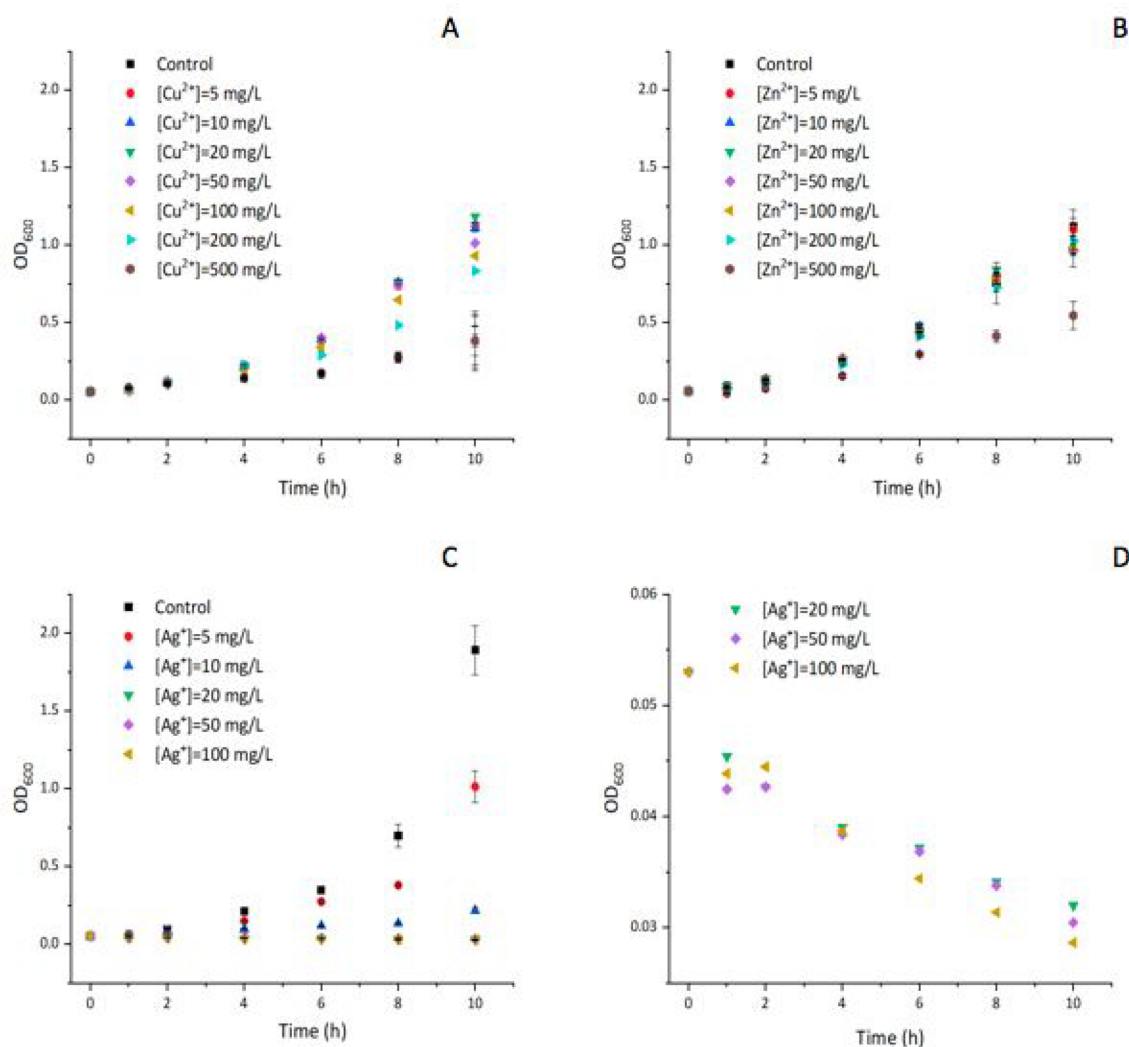 A
Control
[Cu²⁺]=5 mg/L
[Cu²⁺]=10 mg/L
[Cu²⁺]=20 mg/L
[Cu²⁺]=50 mg/L
[Cu²⁺]=100 mg/L
[Cu²⁺]=200 mg/L
[Cu²⁺]=500 mg/L
2.0
1.5
1.0
0.5
0.0
OD₆₀₀
0 2 4 6 8 10
Time (h)
B
Control
[Zn²⁺]=5 mg/L
[Zn²⁺]=10 mg/L
[Zn²⁺]=20 mg/L
[Zn²⁺]=50 mg/L
[Zn²⁺]=100 mg/L
[Zn²⁺]=200 mg/L
[Zn²⁺]=500 mg/L
2.0
1.5
1.0
0.5
0.0
OD₆₀₀
0 2 4 6 8 10
Time (h)
C
Control
[Ag⁺]=5 mg/L
[Ag⁺]=10 mg/L
[Ag⁺]=20 mg/L
[Ag⁺]=50 mg/L
[Ag⁺]=100 mg/L
2.0
1.5
1.0
0.5
0.0
OD₆₀₀
0 2 4 6 8 10
Time (h)
D
[Ag⁺]=20 mg/L
[Ag⁺]=50 mg/L
[Ag⁺]=100 mg/L
0.06
0.05
0.04
0.03
OD₆₀₀
0 2 4 6 8 10
Time (h)